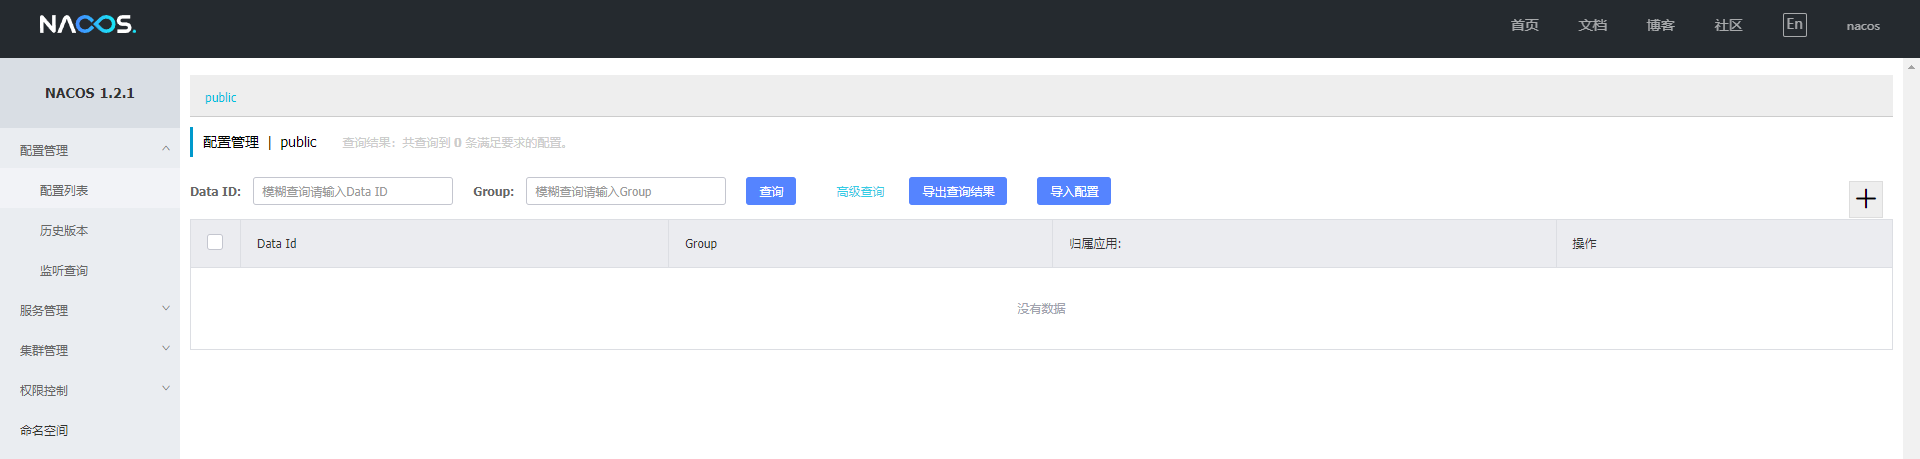 NACOS.
首页 文档 博客 社区 En nacos
NACOS 1.2.1
配置管理
配置列表
历史版本
监听查询
服务管理
集群管理
权限控制
命名空间
public
配置管理 | public 查询结果：共查询到 0 条满足要求的配置。
Data ID: 模糊查询请输入Data ID Group: 模糊查询请输入Group 查询 高级查询 导出查询结果 导入配置
Data Id Group 归属应用: 操作
没有数据